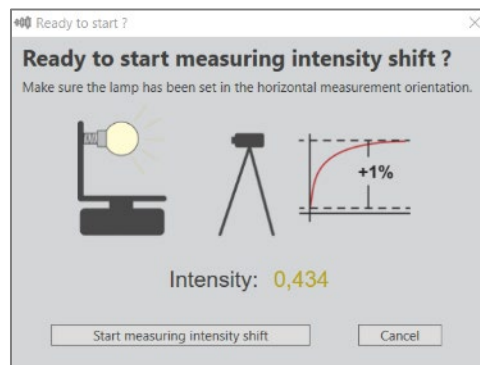 Ready to start ?
Ready to start measuring intensity shift ?
Make sure the lamp has been set in the horizontal measurement orientation.
+1%
Intensity: 0,434
Start measuring intensity shift
Cancel